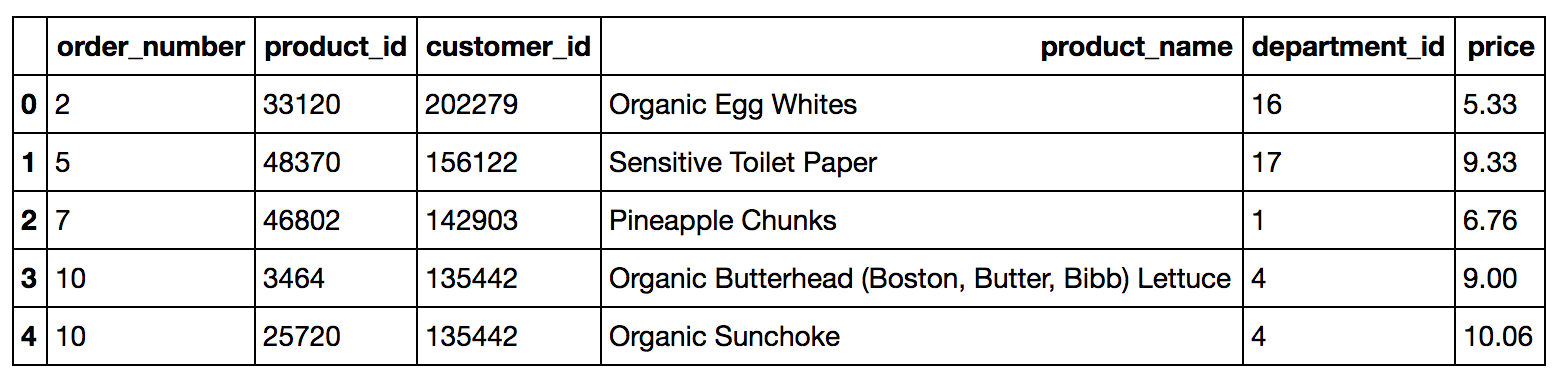 order_number product_id customer_id product_name department_id price
0 2 33120 202279 Organic Egg Whites 16 5.33
1 5 48370 156122 Sensitive Toilet Paper 17 9.33
2 7 46802 142903 Pineapple Chunks 1 6.76
3 10 3464 135442 Organic Butterhead (Boston, Butter, Bibb) Lettuce 4 9.00
4 10 25720 135442 Organic Sunchoke 4 10.06